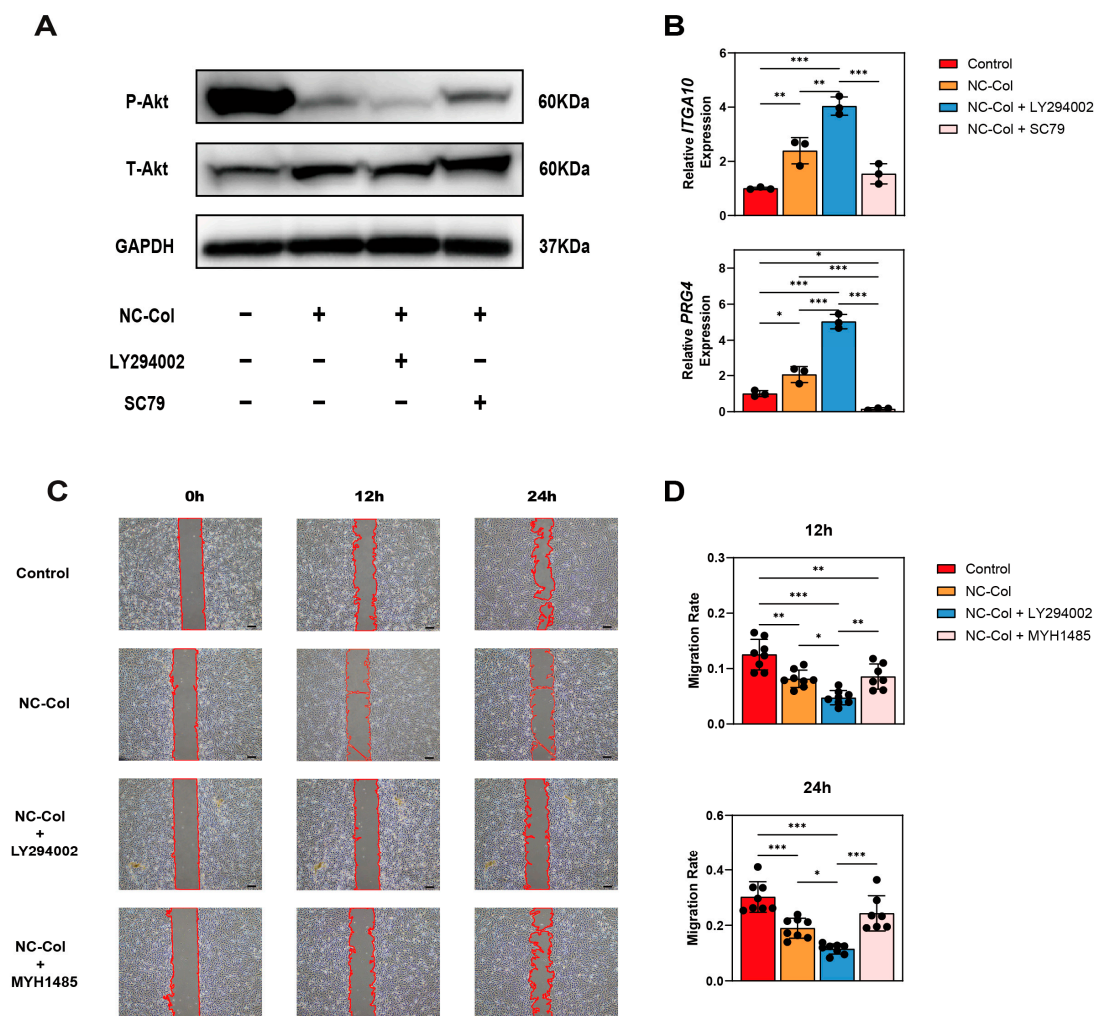 A
P-Akt
60KDa
T-Akt
60KDa
GAPDH
37KDa
NC-Col − + + +
LY294002 − − + −
SC79 − − − +
B
Relative ITGA10
Expression
6
4
2
0
***
** ** ***
Control
NC-Col
NC-Col + LY294002
NC-Col + SC79
Relative PRG4
Expression
8
6
4
2
0
*
***
***
*** ***
*
C
0h 12h 24h
Control
NC-Col
NC-Col
+
LY294002
NC-Col
+
MYH1485
D
12h
Migration Rate
0.3
0.2
0.1
0.0
**
***
** **
*
Control
NC-Col
NC-Col + LY294002
NC-Col + MYH1485
24h
Migration Rate
0.6
0.4
0.2
0.0
***
*** ***
*